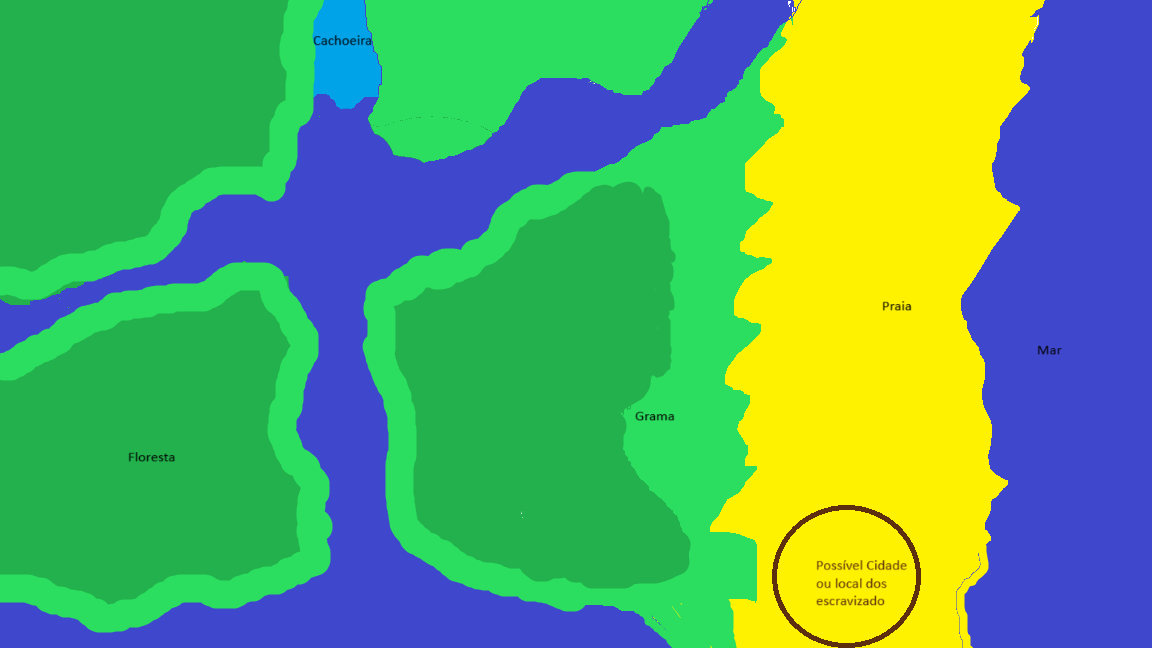 Cachoeira
Praia
Mar
Grama
Floresta
Possível Cidade
ou local dos
escravizado